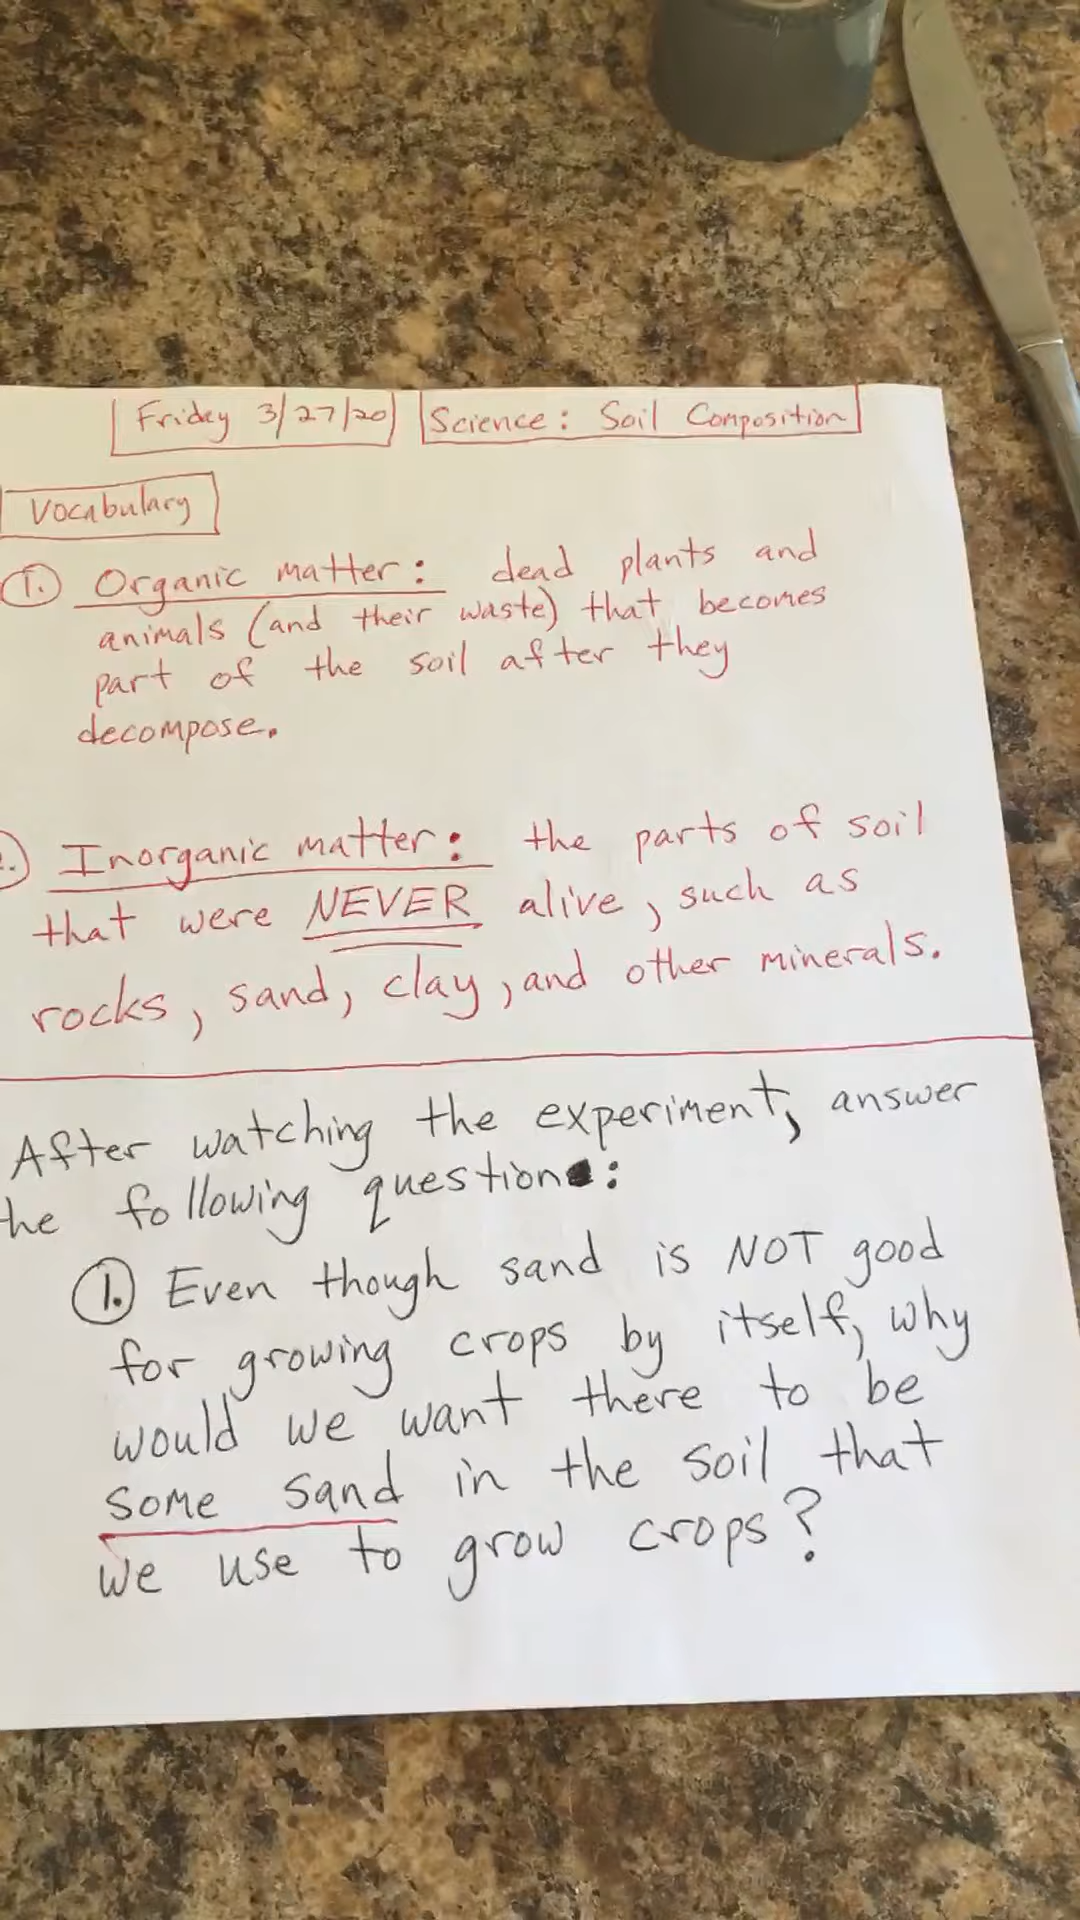 Friday 3/27/20 Science: Soil Composition
Vocabulary
1. Organic matter: dead plants and
animals (and their waste) that becomes
part of the soil after they
decompose.
Inorganic matter: the parts of soil
that were NEVER alive, such as
rocks, sand, clay, and other minerals.
After watching the experiment, answer
he following question:
1. Even though sand is NOT good
for growing crops by itself, why
would we want there to be
some sand in the soil that
we use to grow crops?